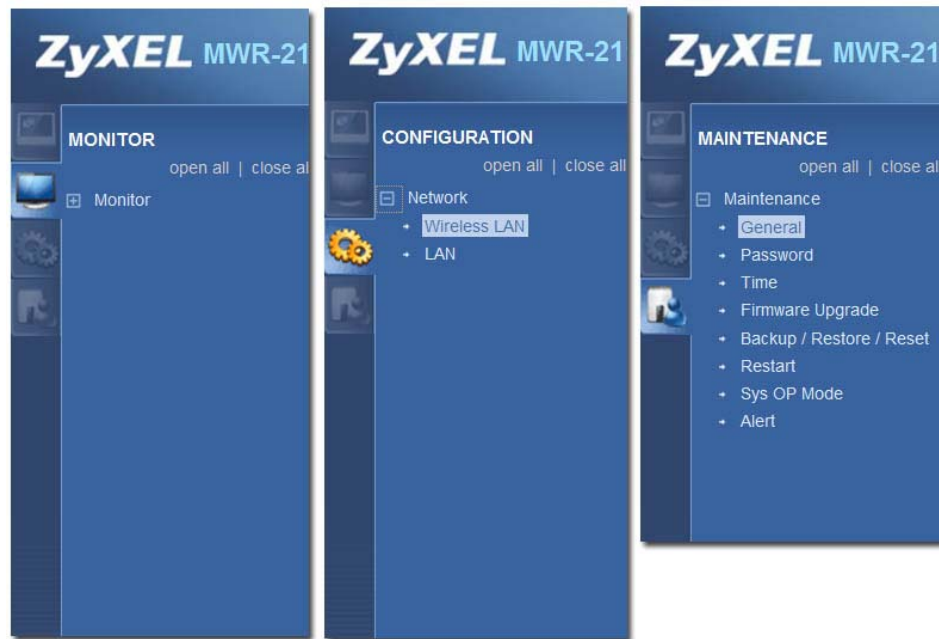 ZyXEL MWR-21
MONITOR
open all | close al
Monitor
ZyXEL MWR-21
CONFIGURATION
open all | close all
Network
Wireless LAN
LAN
ZyXEL MWR-21
MAINTENANCE
open all | close al
Maintenance
General
Password
Time
Firmware Upgrade
Backup / Restore / Reset
Restart
Sys OP Mode
Alert